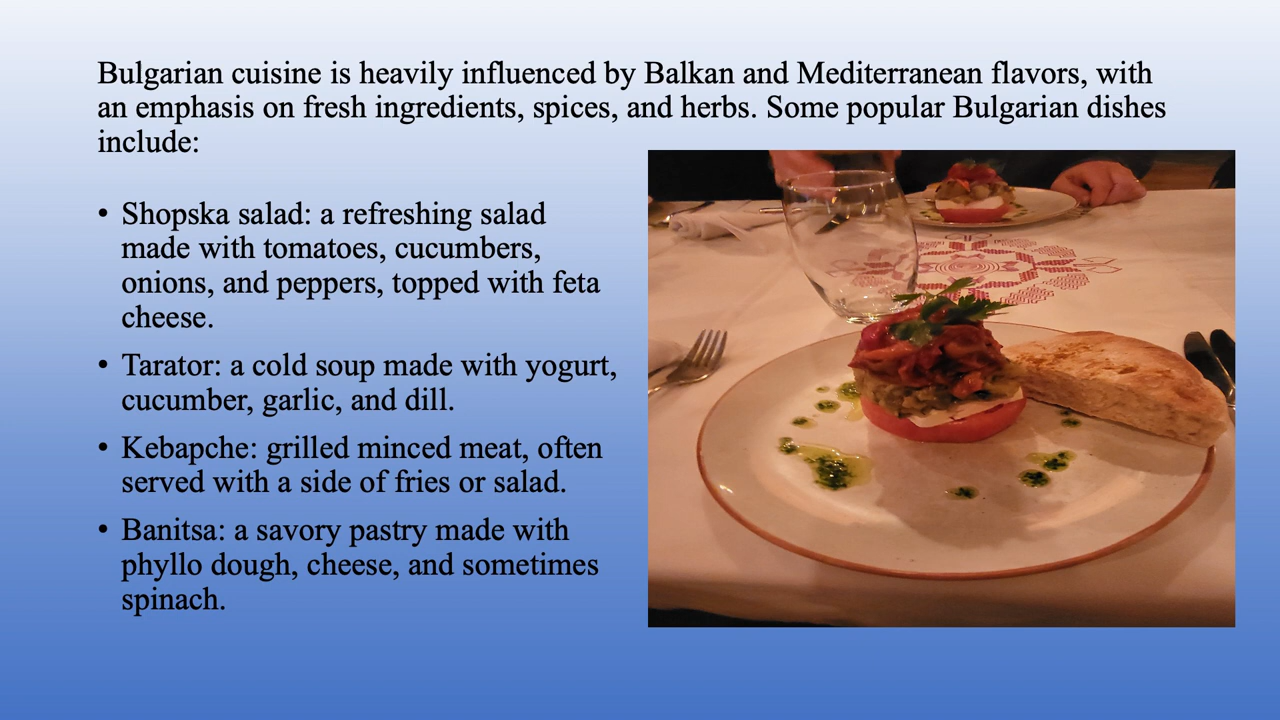 Bulgarian cuisine is heavily influenced by Balkan and Mediterranean flavors, with
an emphasis on fresh ingredients, spices, and herbs. Some popular Bulgarian dishes
include:
• Shopska salad: a refreshing salad
made with tomatoes, cucumbers,
onions, and peppers, topped with feta
cheese.
• Tarator: a cold soup made with yogurt,
cucumber, garlic, and dill.
• Kebapche: grilled minced meat, often
served with a side of fries or salad.
• Banitsa: a savory pastry made with
phyllo dough, cheese, and sometimes
spinach.